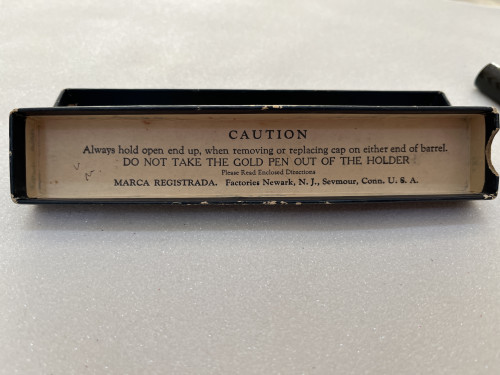 CAUTION
Always hold open end up, when removing or replacing cap on either end of barrel.
DO NOT TAKE THE GOLD PEN OUT OF THE HOLDER
Please Read Enclosed Directions
MARCA REGISTRADA. Factories Newark, N. J., Seymour, Conn. U. S. A.